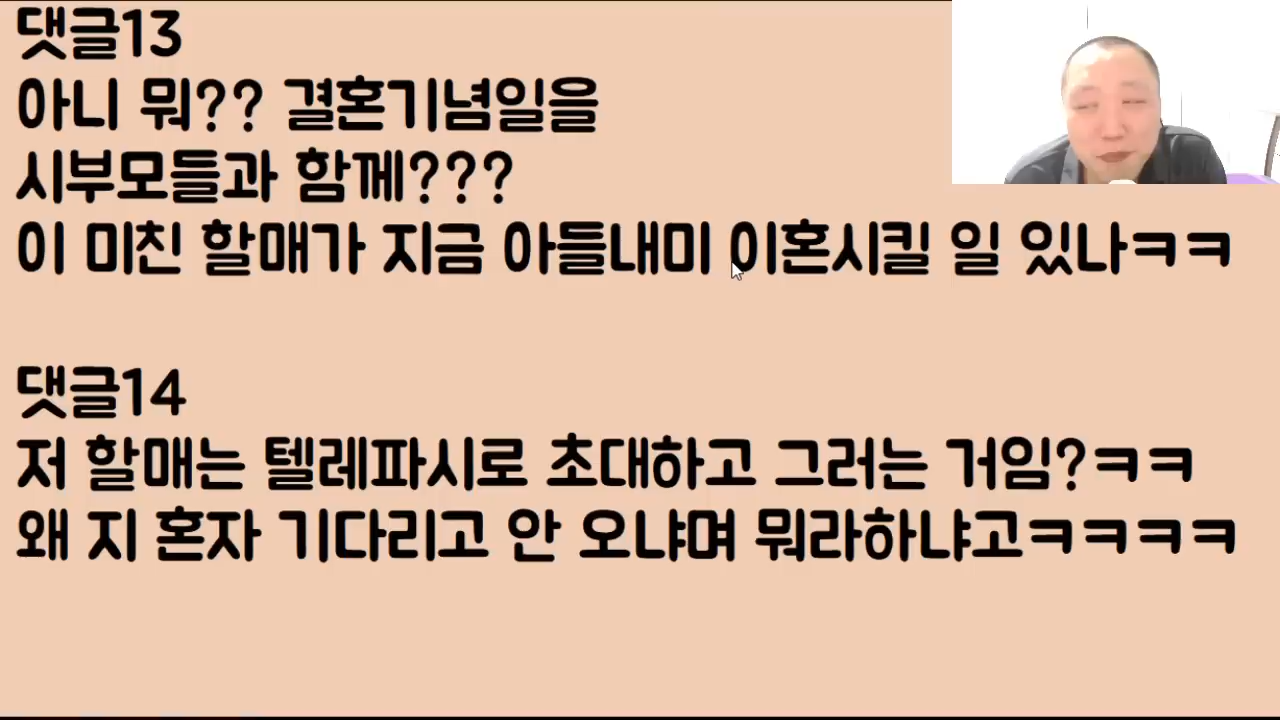 댓글13
아니 뭐?? 결혼기념일을
시부모들과 함께???
이 미친 할매가 지금 아들내미 이혼시킬 일 있나ㅋㅋ
댓글14
저 할매는 텔레파시로 초대하고 그러는 거임?ㅋㅋ
왜 지 혼자 기다리고 안 오냐며 뭐라하냐고ㅋㅋㅋㅋ